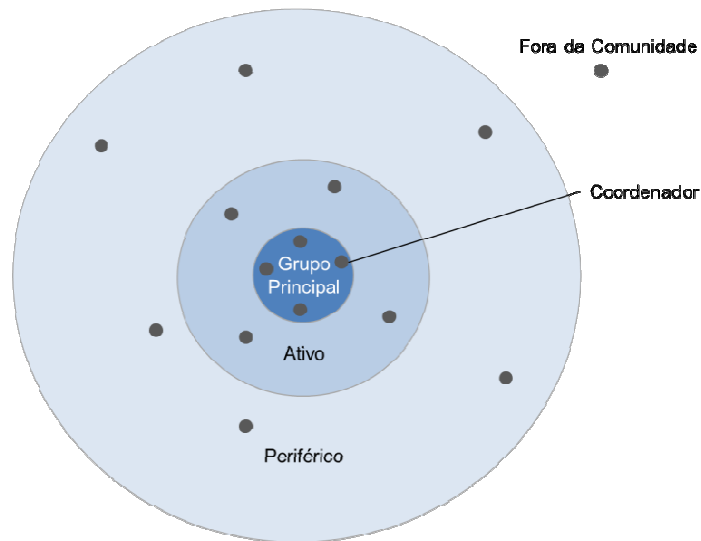 Fora da Comunidade
Coordenador
Grupo
Principal
Ativo
Periférico